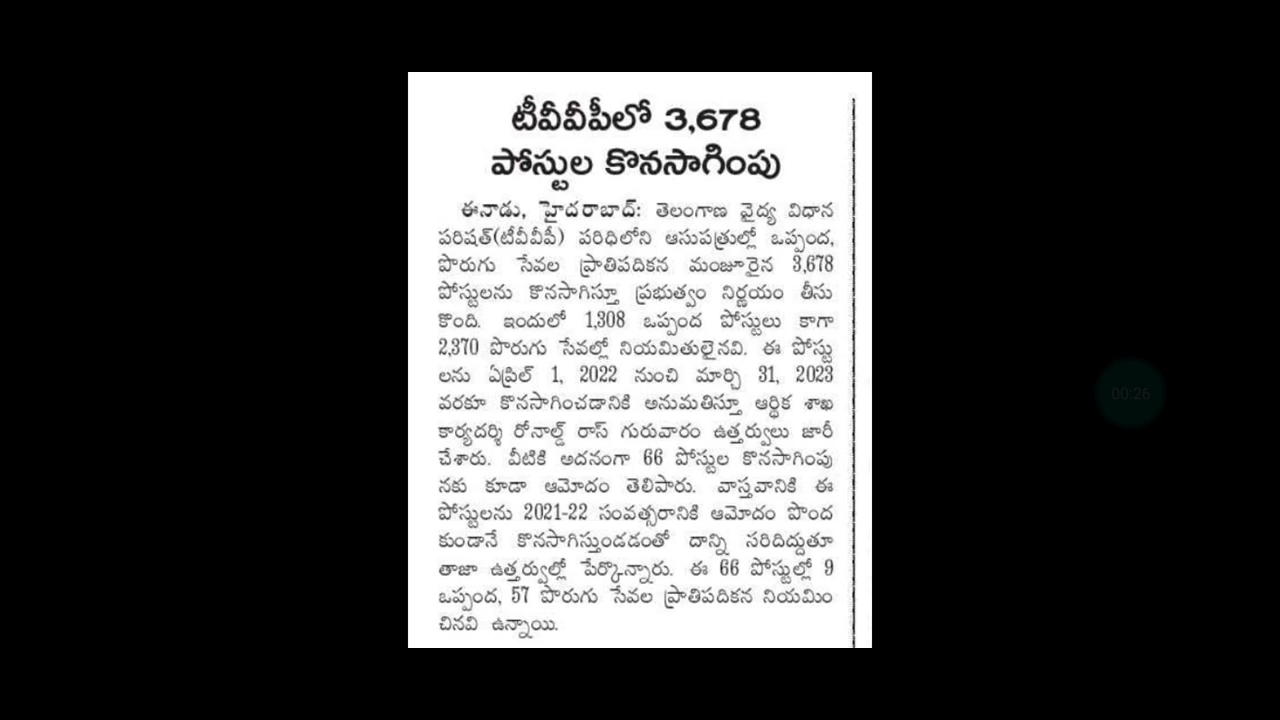 టీవీవీపీలో 3,678
పోస్టుల కొనసాగింపు
ఈనాడు, హైదరాబాద్: తెలంగాణ వైద్య విధాన
పరిషత్(టీవీవీపీ) పరిధిలోని ఆసుపత్రుల్లో ఒప్పంద,
పొరుగు సేవల ప్రాతిపదికన మంజూరైన 3,678
పోస్టులను కొనసాగిస్తూ ప్రభుత్వం నిర్ణయం తీసు
కొంది. ఇందులో 1,308 ఒప్పంద పోస్టులు కాగా
2,370 పొరుగు సేవల్లో నియమితులైనవి. ఈ పోస్టు
లను ఏప్రిల్ 1, 2022 నుంచి మార్చి 31, 2023
వరకూ కొనసాగించడానికి అనుమతిస్తూ ఆర్థిక శాఖ
కార్యదర్శి రోనాల్డ్ రాస్ గురువారం ఉత్తర్వులు జారీ
చేశారు. వీటికి అదనంగా 66 పోస్టుల కొనసాగింపు
నకు కూడా ఆమోదం తెలిపారు. వాస్తవానికి ఈ
పోస్టులను 2021-22 సంవత్సరానికి ఆమోదం పొంద
కుండానే కొనసాగిస్తుండడంతో దాన్ని సరిదిద్దుతూ
తాజా ఉత్తర్వుల్లో పేర్కొన్నారు. ఈ 66 పోస్టుల్లో 9
ఒప్పంద, 57 పొరుగు సేవల ప్రాతిపదికన నియమిం
చినవి ఉన్నాయి.
00:26